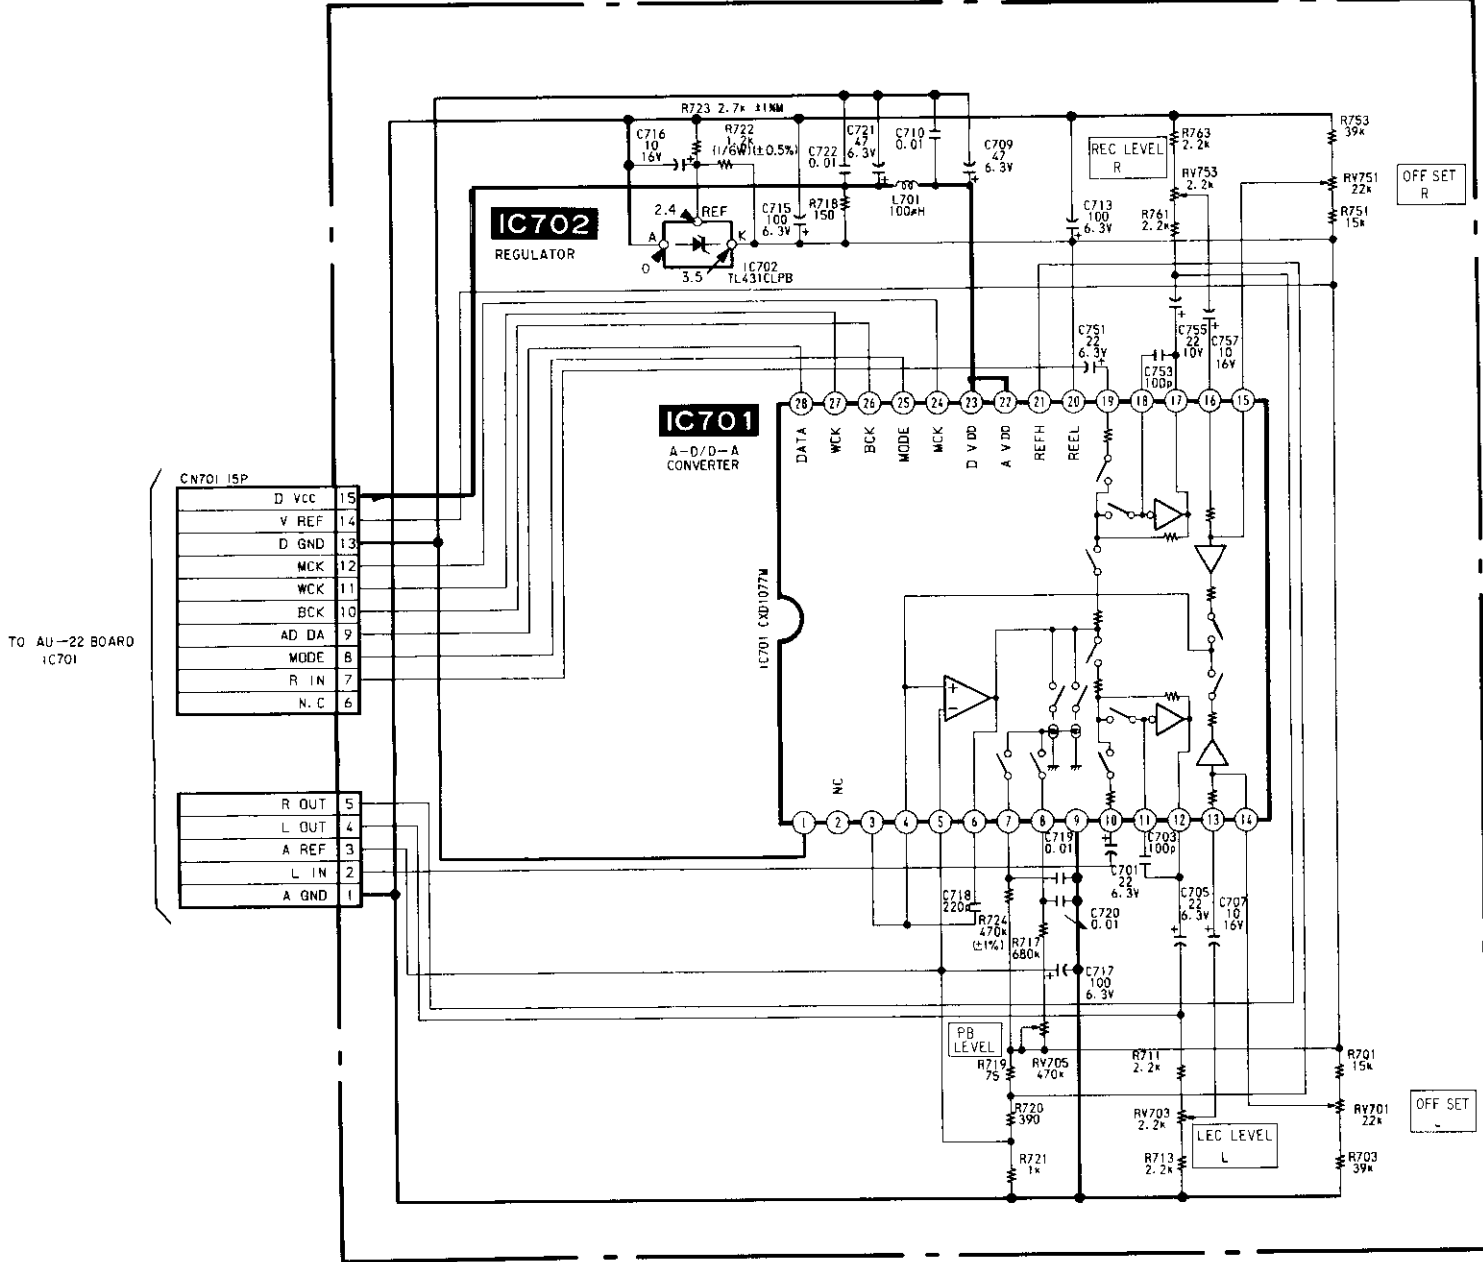 R723 2.7k ±1%M
C716
10
16V
R722
1.2k
(1/6W)(±0.5%)
C722
0.01
C721
47
6.3V
C710
0.01
C709
47
6.3V
REC LEVEL
R
R763
2.2k
R753
39k
OFF SET
R
RV753
2.2k
RV751
22k
R761
2.2k
R751
15k
IC702
REGULATOR
2.4
REF
A
K
0
3.5
IC702
TL431CLPB
C715
100
6.3V
R718
150
L701
100μH
C713
100
6.3V
C751
22
6.3V
C755
22
10V
C753
100p
C757
10
16V
IC701
A-D/D-A
CONVERTER
28 27 26 25 24 23 22 21 20 19 18 17 16 15
DATA
WCK
BCK
MODE
MCK
D VDD
A VDD
REFH
REEL
IC701 CXD1077M
CN701 15P
D VCC 15
V REF 14
D GND 13
MCK 12
WCK 11
BCK 10
AD DA 9
MODE 8
R IN 7
N.C 6
TO AU-22 BOARD
IC701
R OUT 5
L OUT 4
A REF 3
L IN 2
A GND 1
+
-
NC
1 2 3 4 5 6 7 8 9 10 11 12 13 14
C719
0.01
C703
100p
C701
22
6.3V
C718
220p
R724
470k
(±1%)
R717
680k
C720
0.01
C705
22
6.3V
C707
10
16V
C717
100
6.3V
PB
LEVEL
R719
75
RV705
470k
R711
2.2k
R701
15k
R720
390
RV703
2.2k
RV701
22k
OFF SET
L
LEC LEVEL
L
R721
1k
R713
2.2k
R703
39k